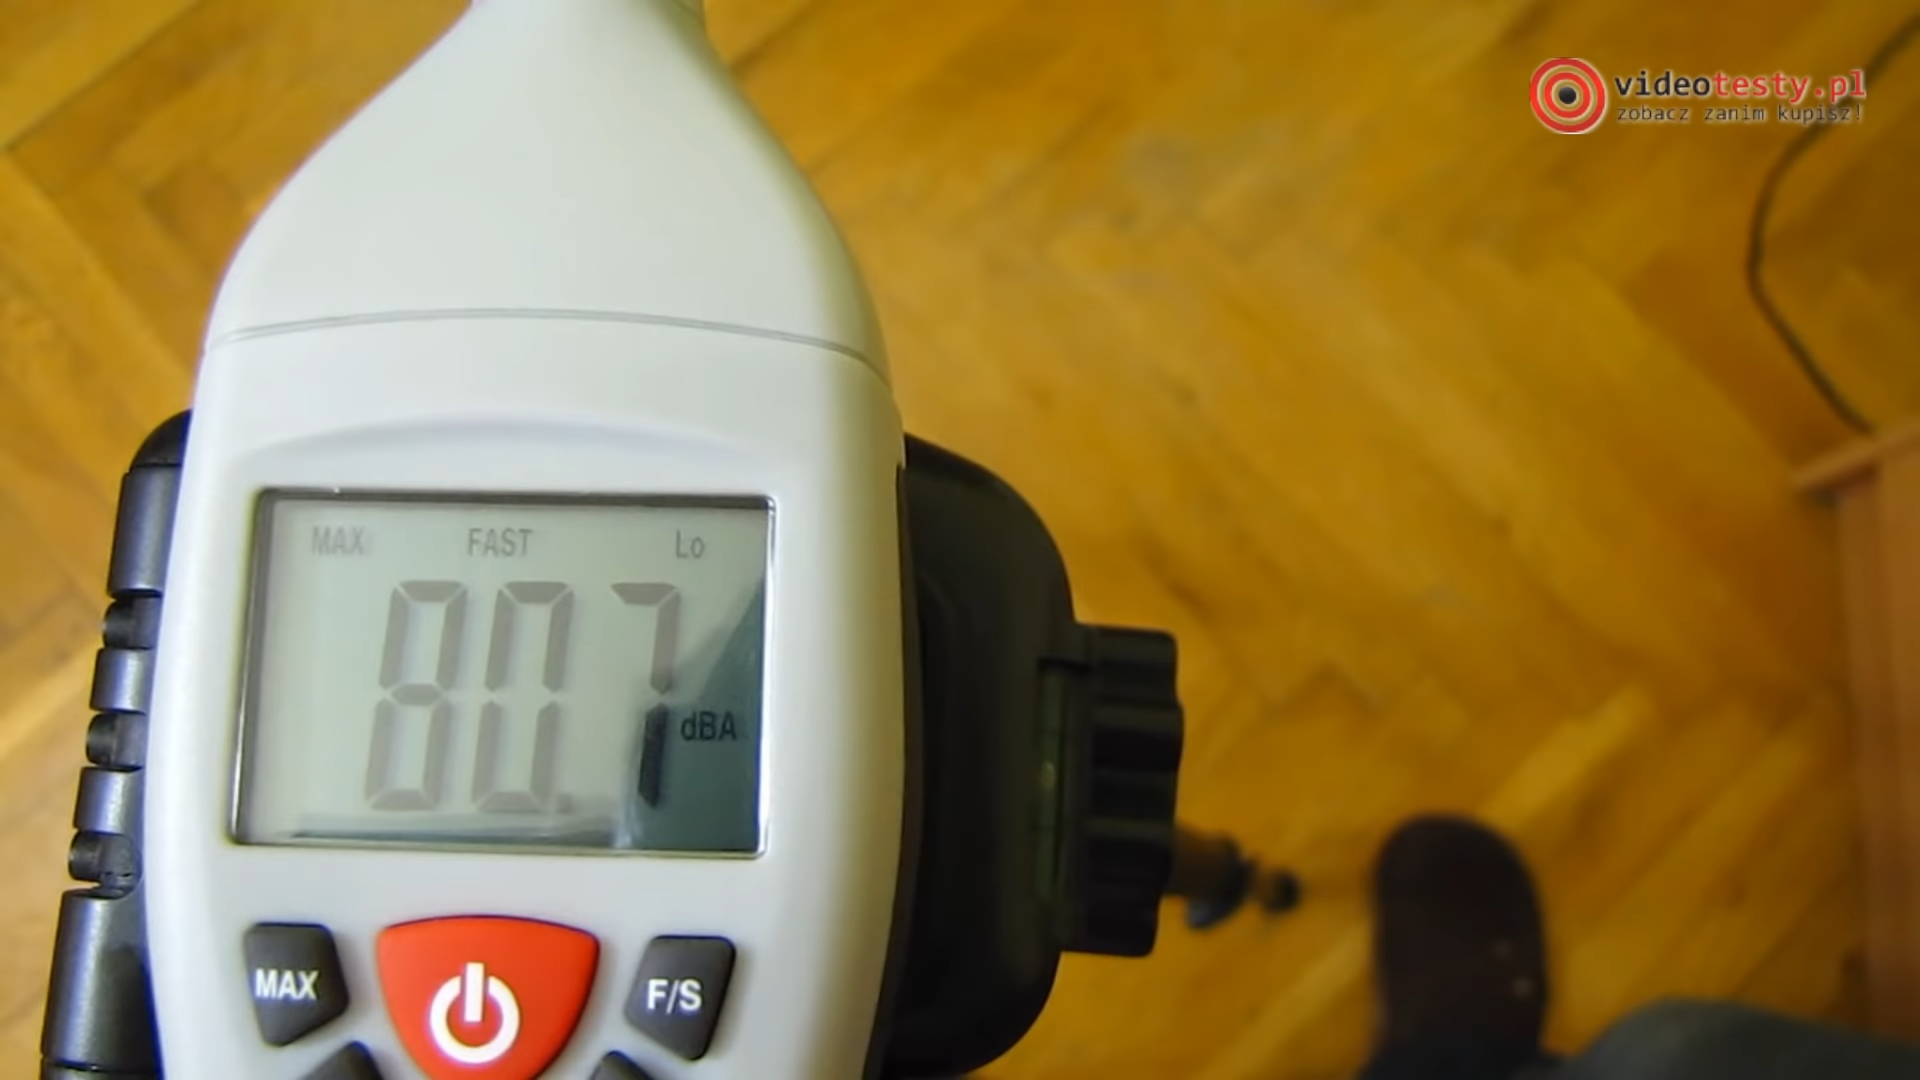 videotesty.pl
zobacz zanim kupisz!
MAX FAST Lo
80.7
dBA
MAX
F/S